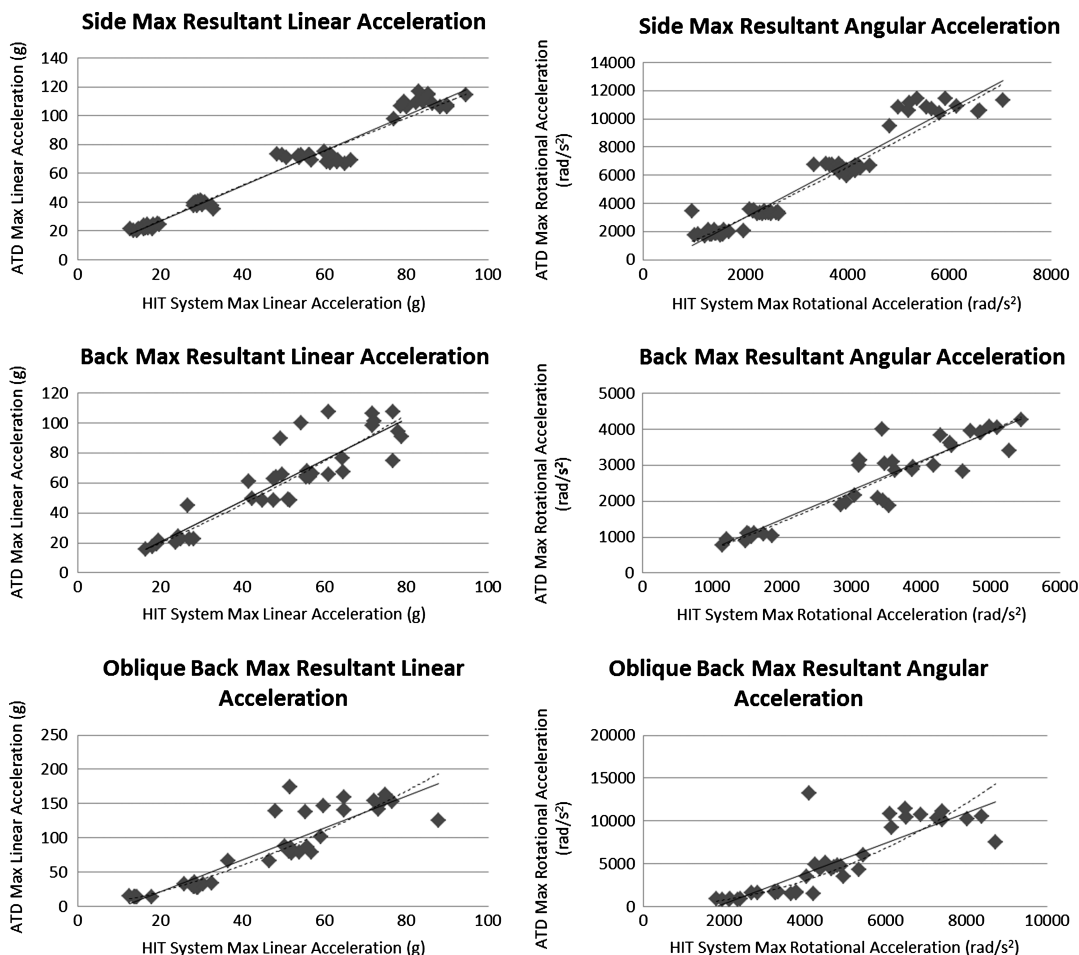 Side Max Resultant Linear Acceleration
ATD Max Linear Acceleration (g)
140
120
100
80
60
40
20
0
0 20 40 60 80 100
HIT System Max Linear Acceleration (g)
Side Max Resultant Angular Acceleration
ATD Max Rotational Acceleration
(rad/s²)
14000
12000
10000
8000
6000
4000
2000
0
0 2000 4000 6000 8000
HIT System Max Rotational Acceleration (rad/s²)
Back Max Resultant Linear Acceleration
ATD Max Linear Acceleration (g)
120
100
80
60
40
20
0
0 20 40 60 80 100
HIT System Max Linear Acceleration (g)
Back Max Resultant Angular Acceleration
ATD Max Rotational Acceleration
(rad/s²)
5000
4000
3000
2000
1000
0
0 1000 2000 3000 4000 5000 6000
HIT System Max Rotational Acceleration (rad/s²)
Oblique Back Max Resultant Linear
Acceleration
ATD Max Linear Acceleration (g)
250
200
150
100
50
0
0 20 40 60 80 100
HIT System Max Linear Acceleration (g)
Oblique Back Max Resultant Angular
Acceleration
ATD Max Rotational Acceleration
(rad/s²)
20000
15000
10000
5000
0
0 2000 4000 6000 8000 10000
HIT System Max Rotational Acceleration (rad/s²)